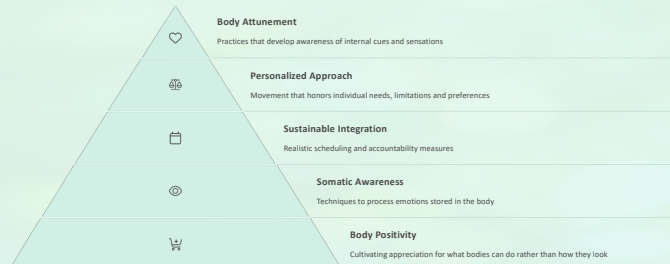 Body Attunement
Practices that develop awareness of internal cues and sensations
Personalized Approach
Movement that honors individual needs, limitations and preferences
Sustainable Integration
Realistic scheduling and accountability measures
Somatic Awareness
Techniques to process emotions stored in the body
Body Positivity
Cultivating appreciation for what bodies can do rather than how they look